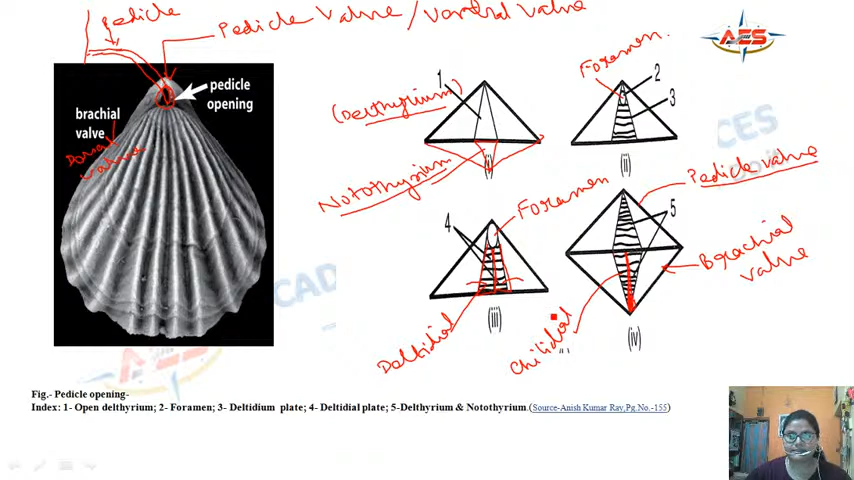 Pedicle
Pedicle Valve / Ventral Valve
AES
pedicle
opening
brachial
valve
Dorsal
valve
1
(Delthyrium)
Notothyrium
(i)
Foramen.
2
3
(ii)
4
Foramen
Deltidial
(iii)
Pedicle valve
5
Brachial
valve
Chilidial
(iv)
Fig.- Pedicle opening-
Index: 1- Open delthyrium; 2- Foramen; 3- Deltidium plate; 4- Deltidial plate; 5-Delthyrium & Notothyrium.(Source-Anish Kumar Ray,Pg.No.-155)